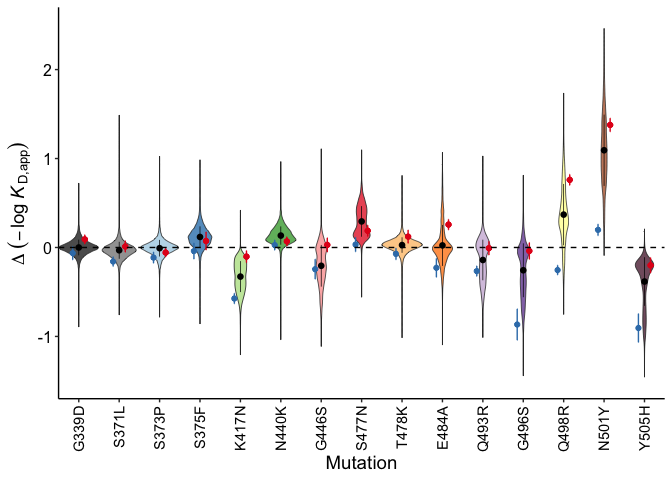 Δ (−log K_D,app)
2
1
0
-1
G339D
S371L
S373P
S375F
K417N
N440K
G446S
S477N
T478K
E484A
Q493R
G496S
Q498R
N501Y
Y505H
Mutation